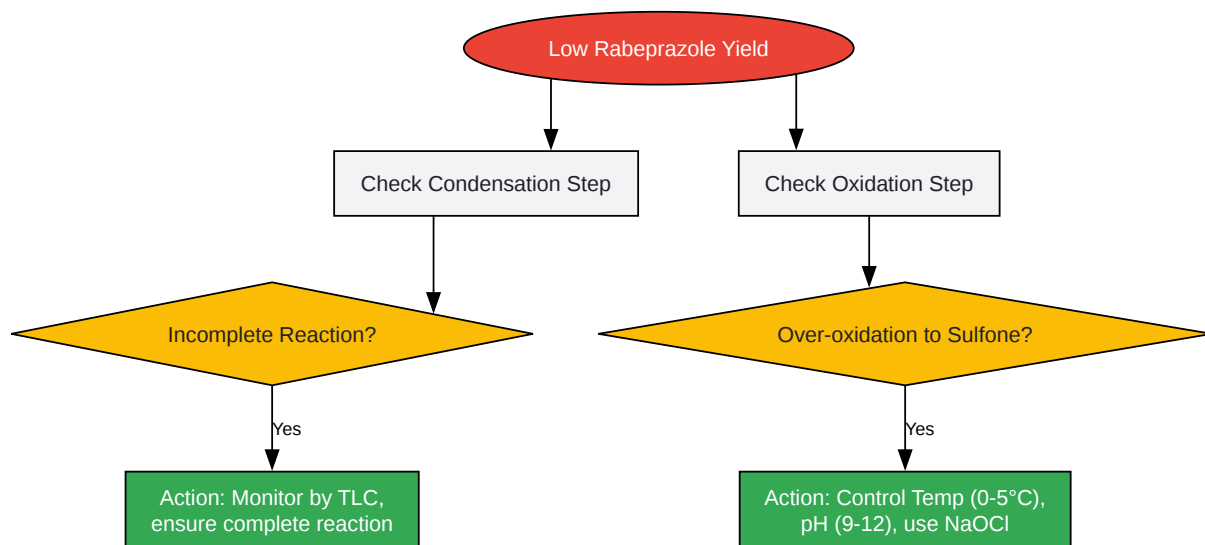 Low Rabeprazole Yield
Check Condensation Step
Check Oxidation Step
Incomplete Reaction?
Over-oxidation to Sulfone?
Yes
Yes
Action: Monitor by TLC,
ensure complete reaction
Action: Control Temp (0-5°C),
pH (9-12), use NaOCl